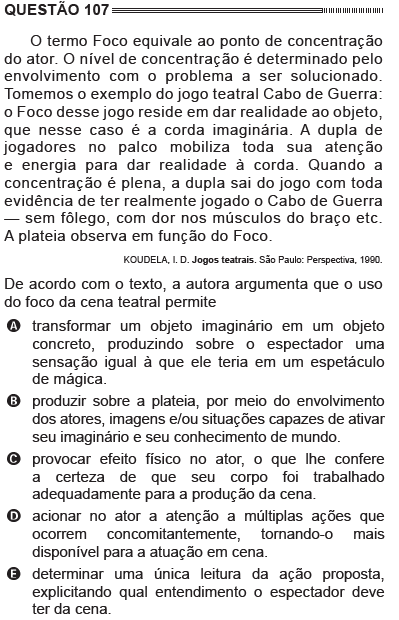 QUESTÃO 107
O termo Foco equivale ao ponto de concentração
do ator. O nível de concentração é determinado pelo
envolvimento com o problema a ser solucionado.
Tomemos o exemplo do jogo teatral Cabo de Guerra:
o Foco desse jogo reside em dar realidade ao objeto,
que nesse caso é a corda imaginária. A dupla de
jogadores no palco mobiliza toda sua atenção
e energia para dar realidade à corda. Quando a
concentração é plena, a dupla sai do jogo com toda
evidência de ter realmente jogado o Cabo de Guerra
— sem fôlego, com dor nos músculos do braço etc.
A plateia observa em função do Foco.
KOUDELA, I. D. Jogos teatrais. São Paulo: Perspectiva, 1990.
De acordo com o texto, a autora argumenta que o uso
do foco da cena teatral permite
A transformar um objeto imaginário em um objeto
concreto, produzindo sobre o espectador uma
sensação igual à que ele teria em um espetáculo
de mágica.
B produzir sobre a plateia, por meio do envolvimento
dos atores, imagens e/ou situações capazes de ativar
seu imaginário e seu conhecimento de mundo.
C provocar efeito físico no ator, o que lhe confere
a certeza de que seu corpo foi trabalhado
adequadamente para a produção da cena.
D acionar no ator a atenção a múltiplas ações que
ocorrem concomitantemente, tornando-o mais
disponível para a atuação em cena.
E determinar uma única leitura da ação proposta,
explicitando qual entendimento o espectador deve
ter da cena.